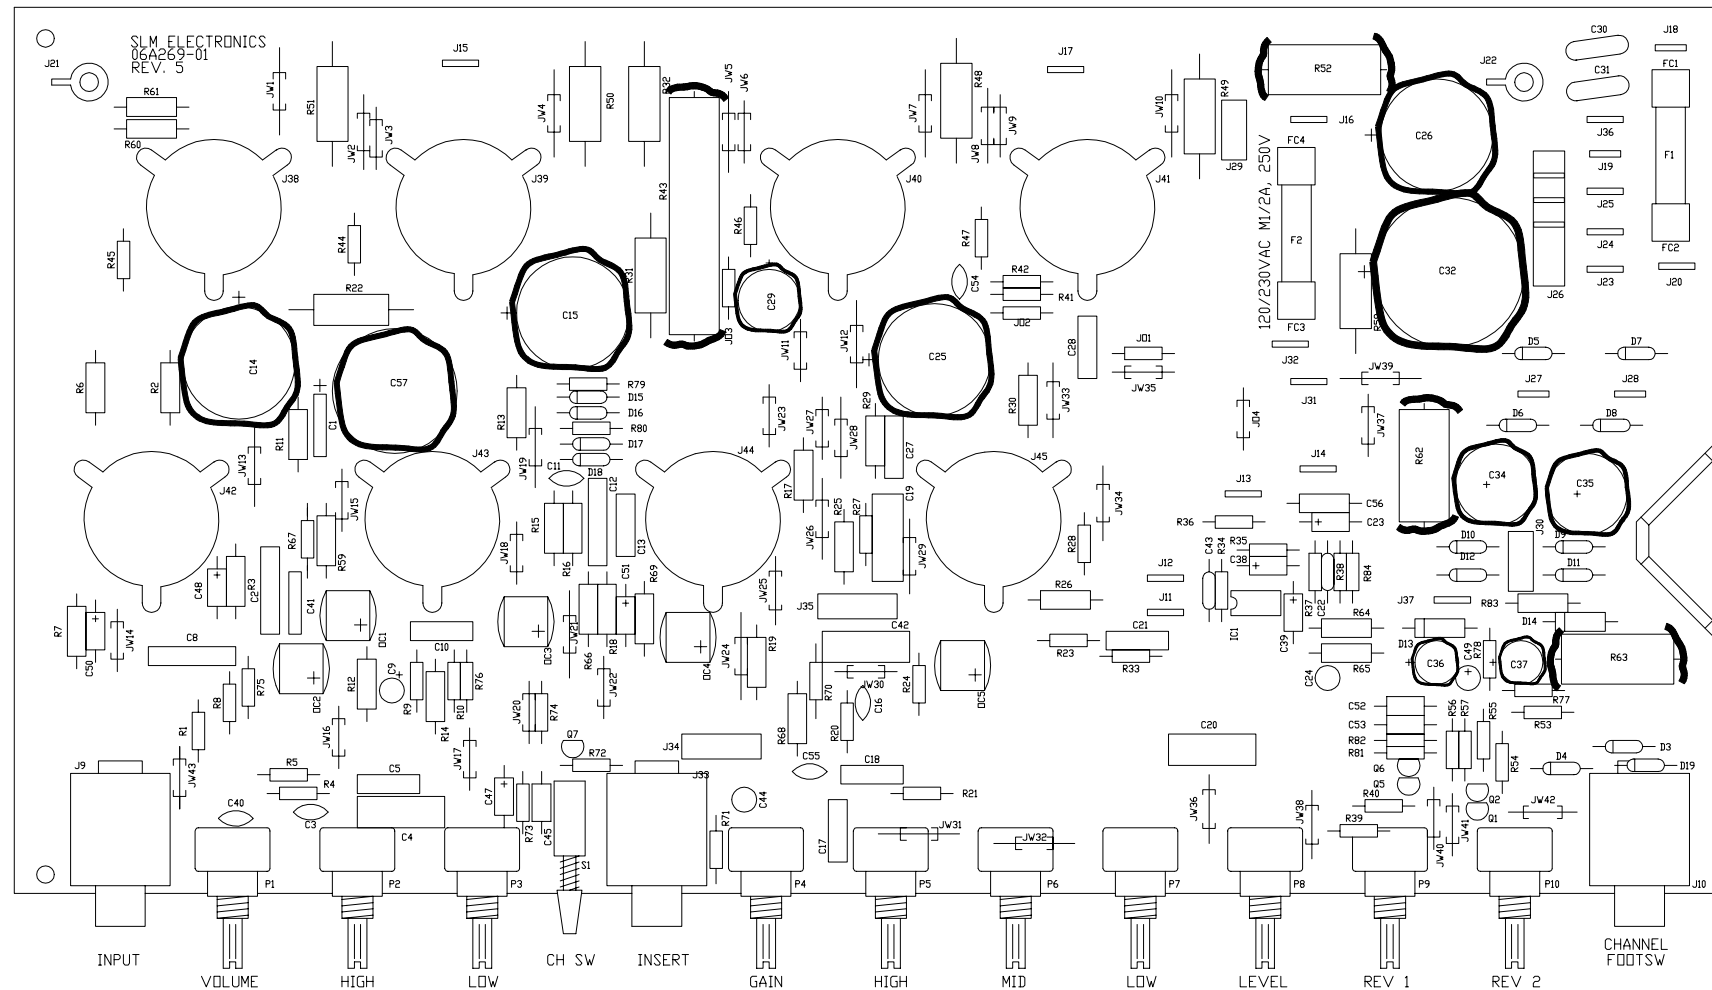 SLM ELECTRONICS
06A269-01
REV. 5
J21
J15
J17
J22
C30
J18
C31
FC1
R61
R60
JW1
R51
JW2
JW3
JW4
R50
R32
JW5
JW6
JW7
R48
JW8
JW9
JW10
R49
J29
R52
J16
C26
J36
J19
F1
J25
J24
FC2
J23
J20
J26
120/230VAC M1/2A, 250V
FC4
F2
FC3
J38
J39
J40
J41
R45
R44
R43
R46
R47
R31
C54
R42
R41
JO2
C32
R22
C15
C29
JO3
C14
C57
JW11
JW12
C25
C28
JO1
JW35
J32
JW39
J31
D5
D7
J27
J28
R6
R2
R11
C1
R13
R79
D15
D16
R80
D17
D18
JW23
JW27
JW28
R29
C27
R30
JW33
JO4
JW37
R62
D6
D8
J42
JW13
J43
JW15
JW19
C11
C12
J44
R17
J45
JW34
J14
J13
C34
C35
R67
R59
JW18
R15
R16
C13
R25
JW26
R27
C19
JW29
R28
R36
C56
C23
J30
D10
D9
D12
D11
C48
R3
C2
C41
C51
R69
JW25
R26
J12
J11
C43
R34
R35
C38
R37
C22
R38
R84
J37
R83
D14
R7
C50
JW14
C8
OC1
C10
OC3
JW21
R66
R18
OC4
JW24
R19
J35
C42
R23
C21
R33
IC1
C39
R64
R65
D13
C36
C49
R78
C37
R63
R8
R75
OC2
R12
C9
R9
R14
R10
R76
JW20
R74
JW22
R70
JW30
C16
R24
OC5
C24
R77
R53
R1
JW16
JW17
Q7
R72
J34
R68
R20
C20
C52
C53
R82
R81
R56
R57
R55
R54
D4
D3
D19
J9
JW43
R5
R4
C5
C47
R73
C45
J33
C55
C18
R21
C44
JW36
JW38
R40
R39
Q6
Q5
Q2
Q1
JW42
C40
C3
C4
S1
R71
C17
JW31
JW32
JW40
JW41
P1
P2
P3
P4
P5
P6
P7
P8
P9
P10
J10
INPUT
CH SW
INSERT
CHANNEL
FOOTSW
VOLUME
HIGH
LOW
GAIN
HIGH
MID
LOW
LEVEL
REV 1
REV 2